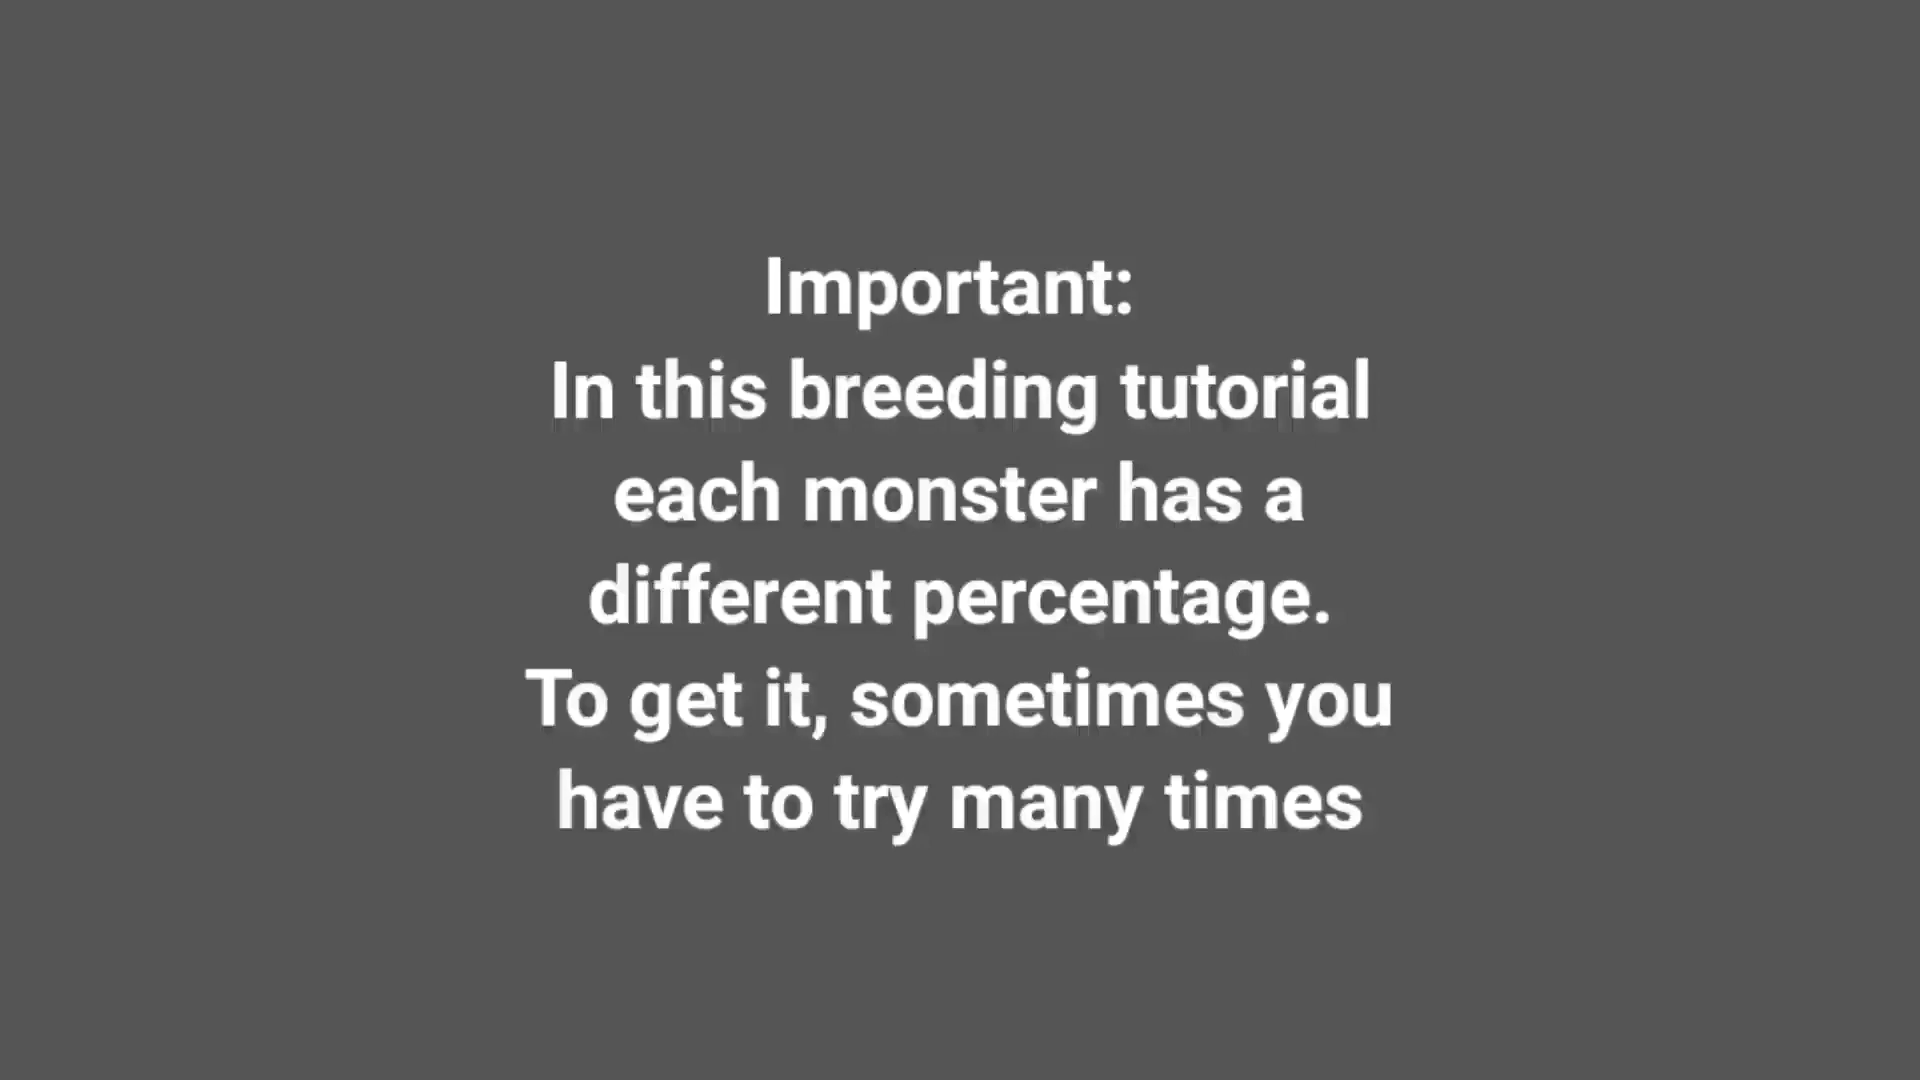 Important:
In this breeding tutorial
each monster has a
different percentage.
To get it, sometimes you
have to try many times